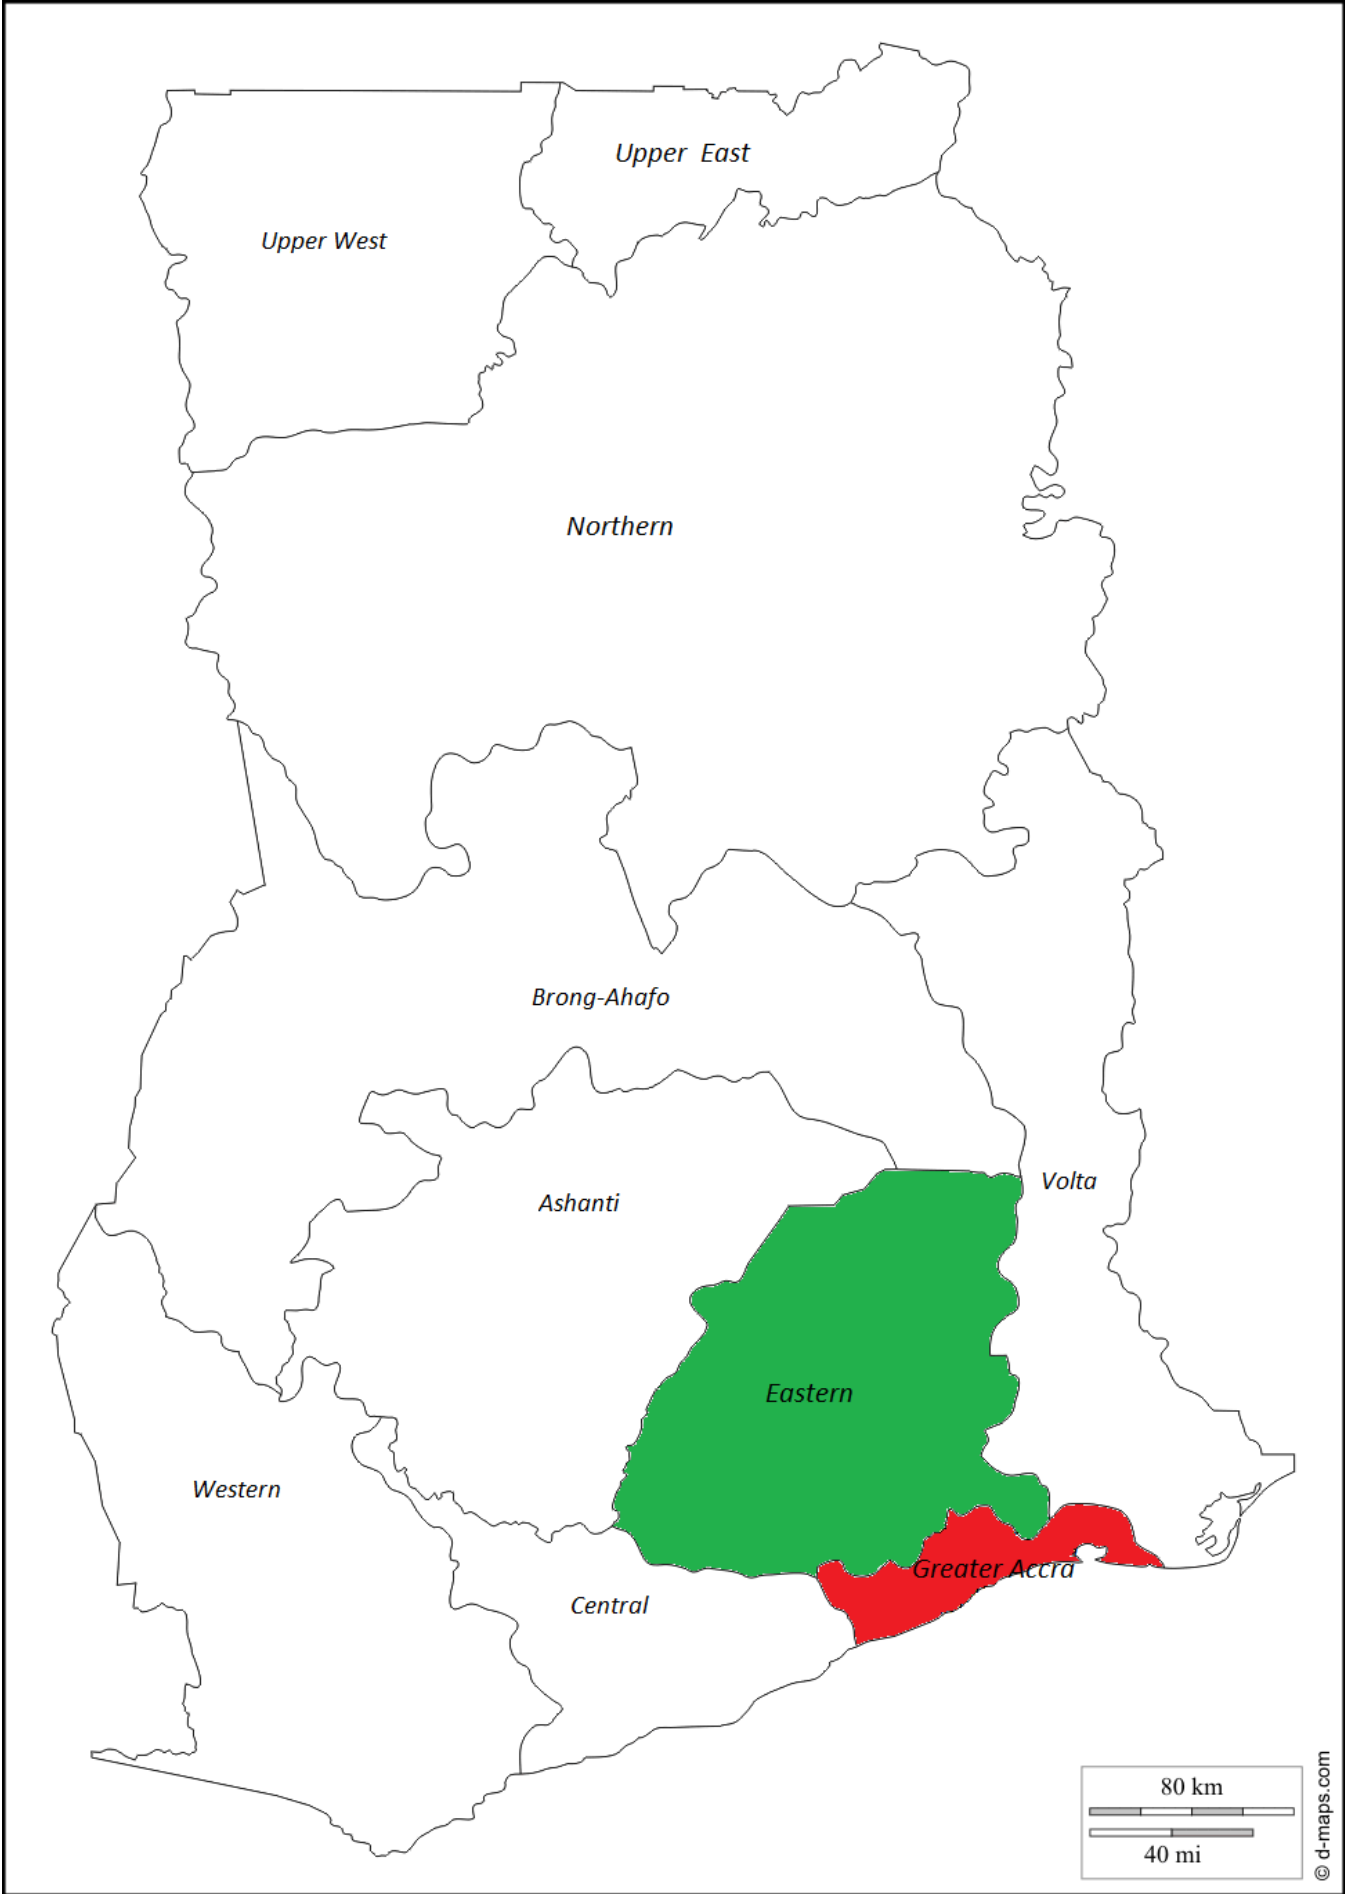 Upper  East
Upper West
Northern
Brong-Ahafo
Volta
Ashanti
Eastern
Western
Greater Accra
Central
80 km
40 mi
© d-maps.com